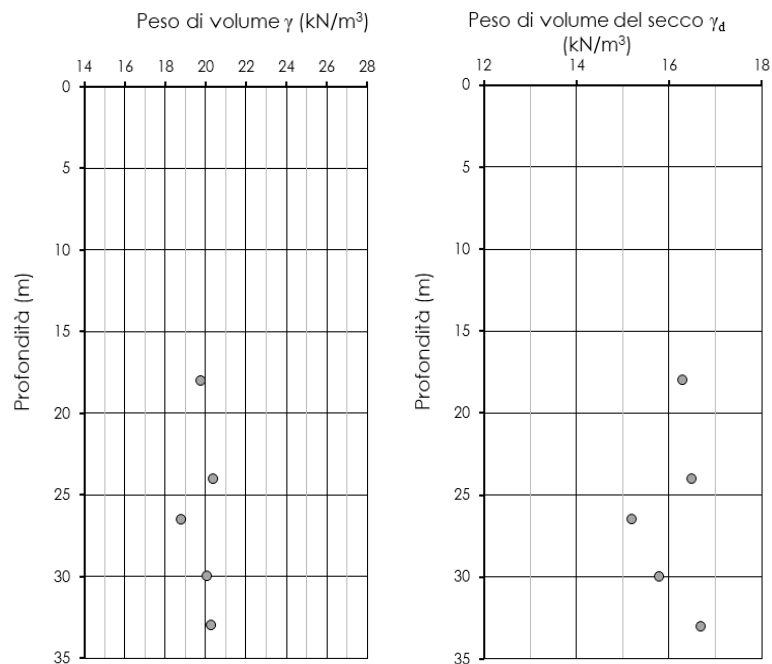 Peso di volume γ (kN/m³)
14 16 18 20 22 24 26 28
0
5
10
15
20
25
30
35
Profondità (m)
Peso di volume del secco γd
(kN/m³)
12 14 16 18
0
5
10
15
20
25
30
35
Profondità (m)